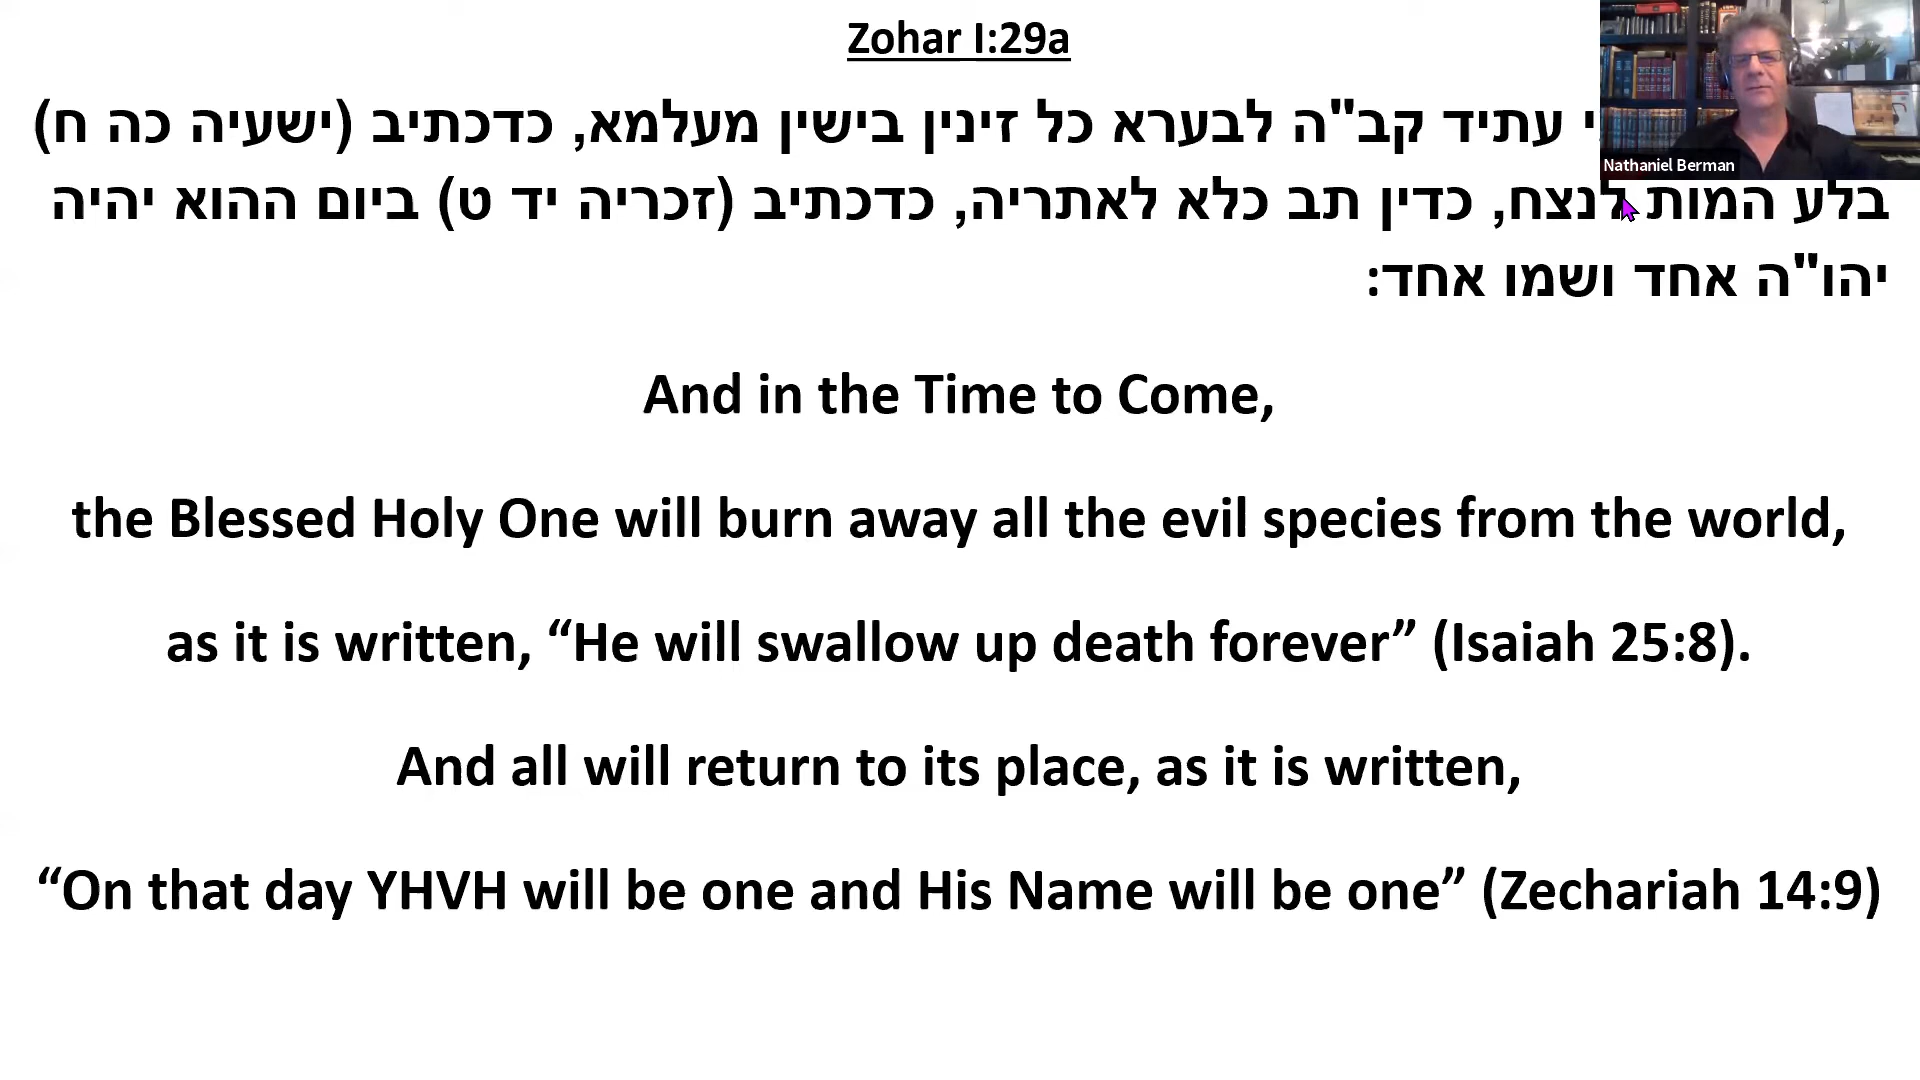 Zohar I:29a
עתיד קב"ה לבערא כל זינין בישין מעלמא, כדכתיב (ישעיה כה ח)
בלע המות לנצח, כדין תב כלא לאתריה, כדכתיב (זכריה יד ט) ביום ההוא יהיה
יהו"ה אחד ושמו אחד:
Nathaniel Berman
And in the Time to Come,
the Blessed Holy One will burn away all the evil species from the world,
as it is written, “He will swallow up death forever” (Isaiah 25:8).
And all will return to its place, as it is written,
“On that day YHVH will be one and His Name will be one” (Zechariah 14:9)